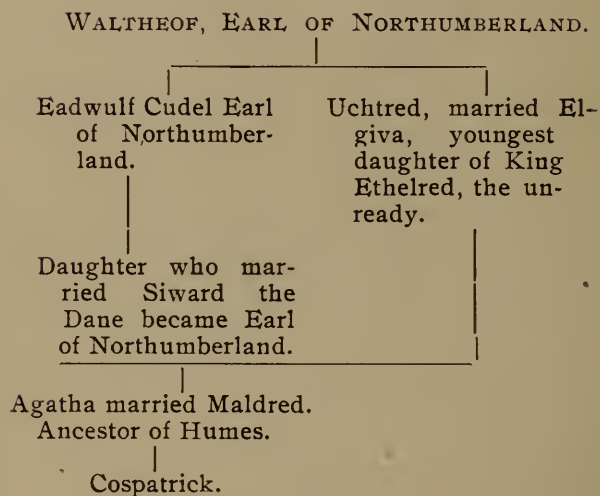 WALTHEOF, EARL OF NORTHUMBERLAND.
Eadwulf Cudel Earl
of Northumber-
land.
Uchtred, married El-
giva, youngest
daughter of King
Ethelred, the un-
ready.
Daughter who mar-
ried Siward the
Dane became Earl
of Northumberland.
Agatha married Maldred.
Ancestor of Humes.
Cospatrick.